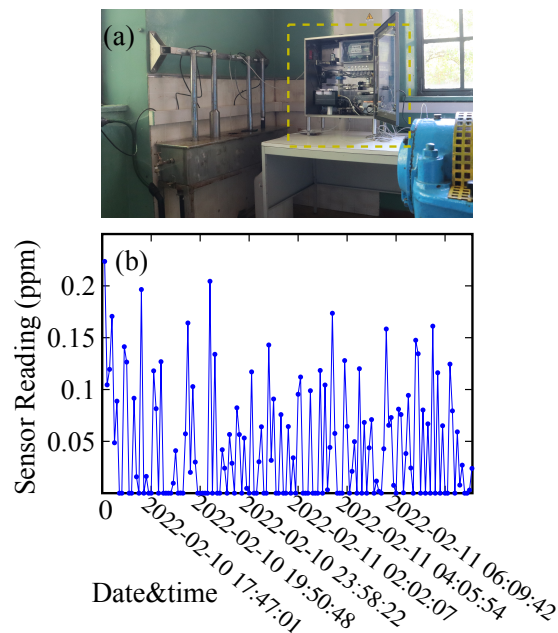 (a)
(b)
Sensor Reading (ppm)
0.2
0.15
0.1
0.05
0
2022-02-10 17:47:01
2022-02-10 19:50:48
2022-02-10 23:58:22
2022-02-11 02:02:07
2022-02-11 04:05:54
2022-02-11 06:09:42
Date&time